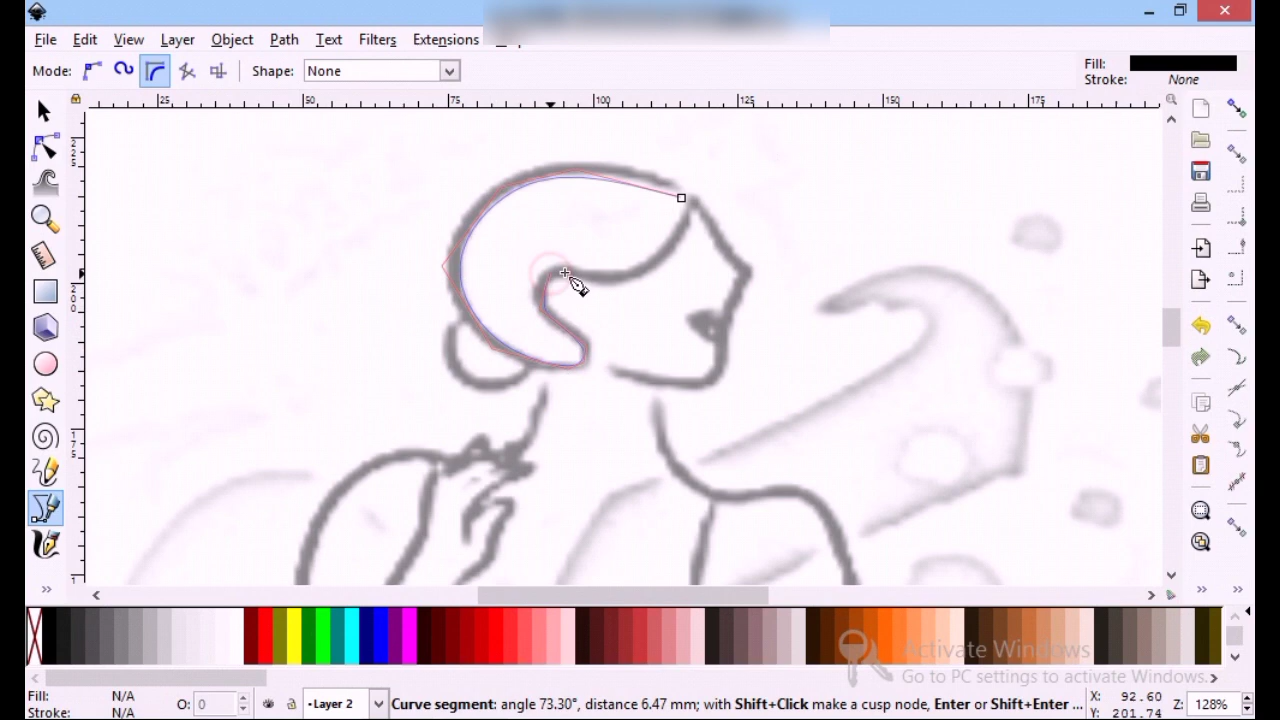 File Edit View Layer Object Path Text Filters Extensions
Mode: Shape: None Fill:
Stroke: None
25 50 75 100 125 150 175
Activate Windows
Go to PC settings to activate Windows.
Fill: N/A O: 0 •Layer 2 Curve segment: angle 73.30°, distance 6.47 mm; with Shift+Click make a cusp node, Enter or Shift+Enter ... X: 92.60 Z: 128%
Stroke: N/A Y: 201.74